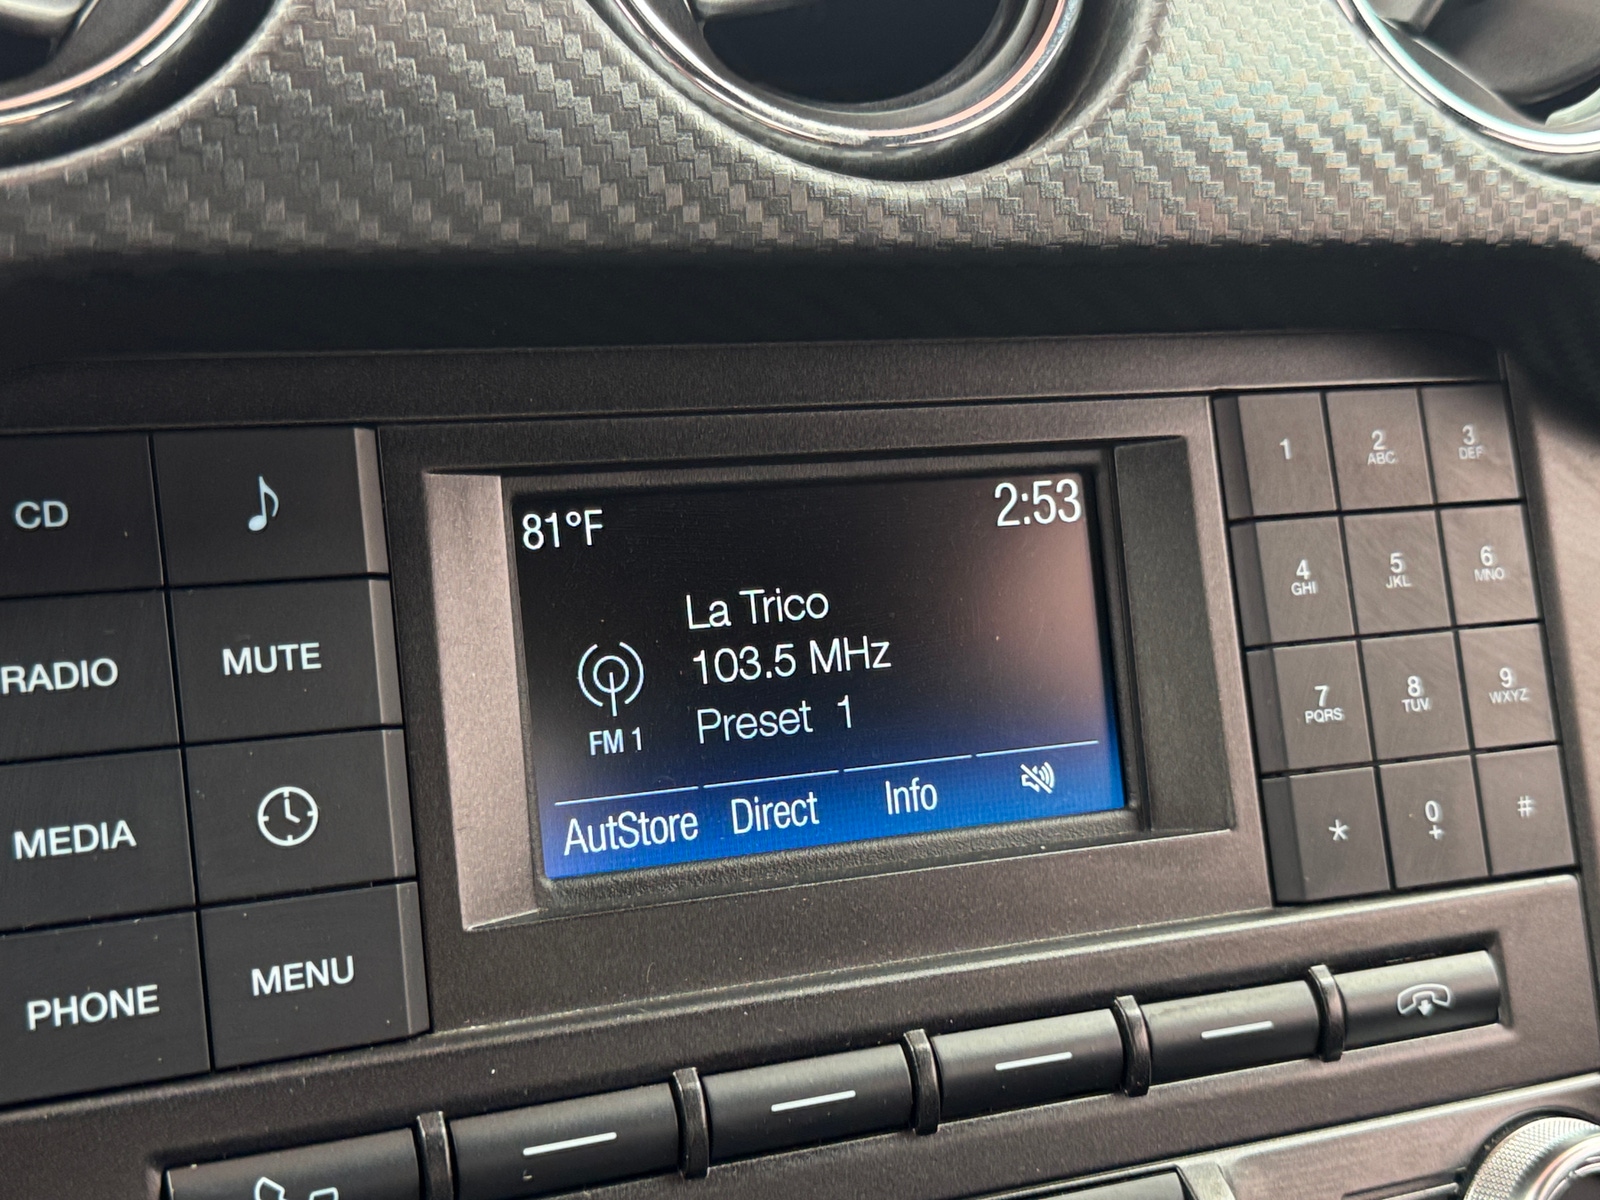 81°F
2:53
La Trico
103.5 MHz
FM 1
Preset 1
AutStore
Direct
Info
CD
RADIO
MUTE
MEDIA
PHONE
MENU
1
2
ABC
3
DEF
4
GHI
5
JKL
6
MNO
7
PQRS
8
TUV
9
WXYZ
*
0
+
#